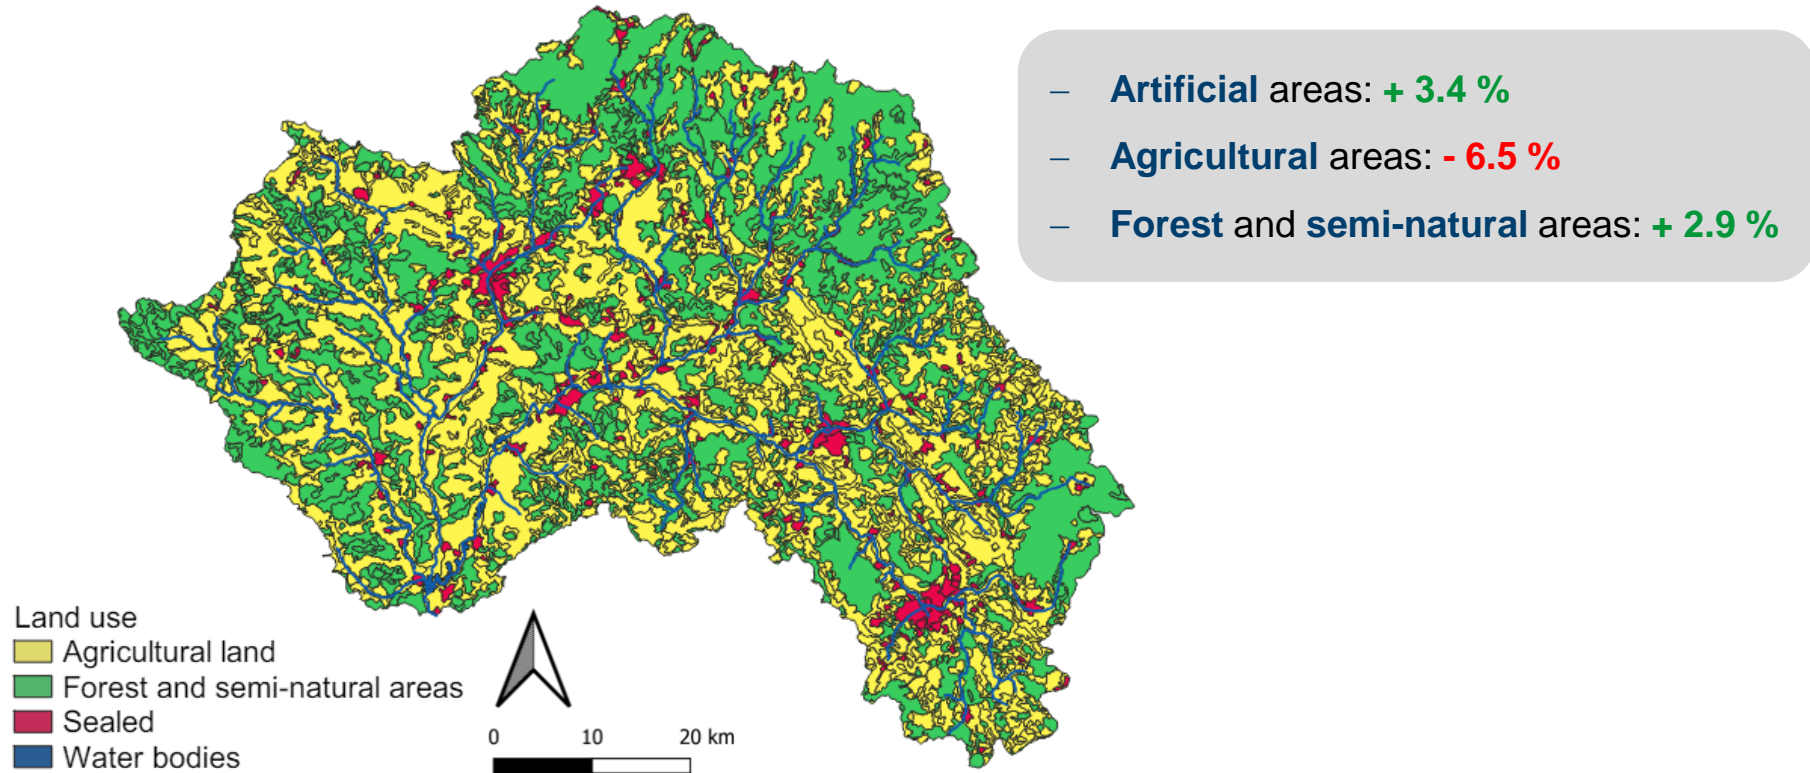 – Artificial areas: + 3.4 %
– Agricultural areas: - 6.5 %
– Forest and semi-natural areas: + 2.9 %
Land use
Agricultural land
Forest and semi-natural areas
Sealed
Water bodies
0 10 20 km